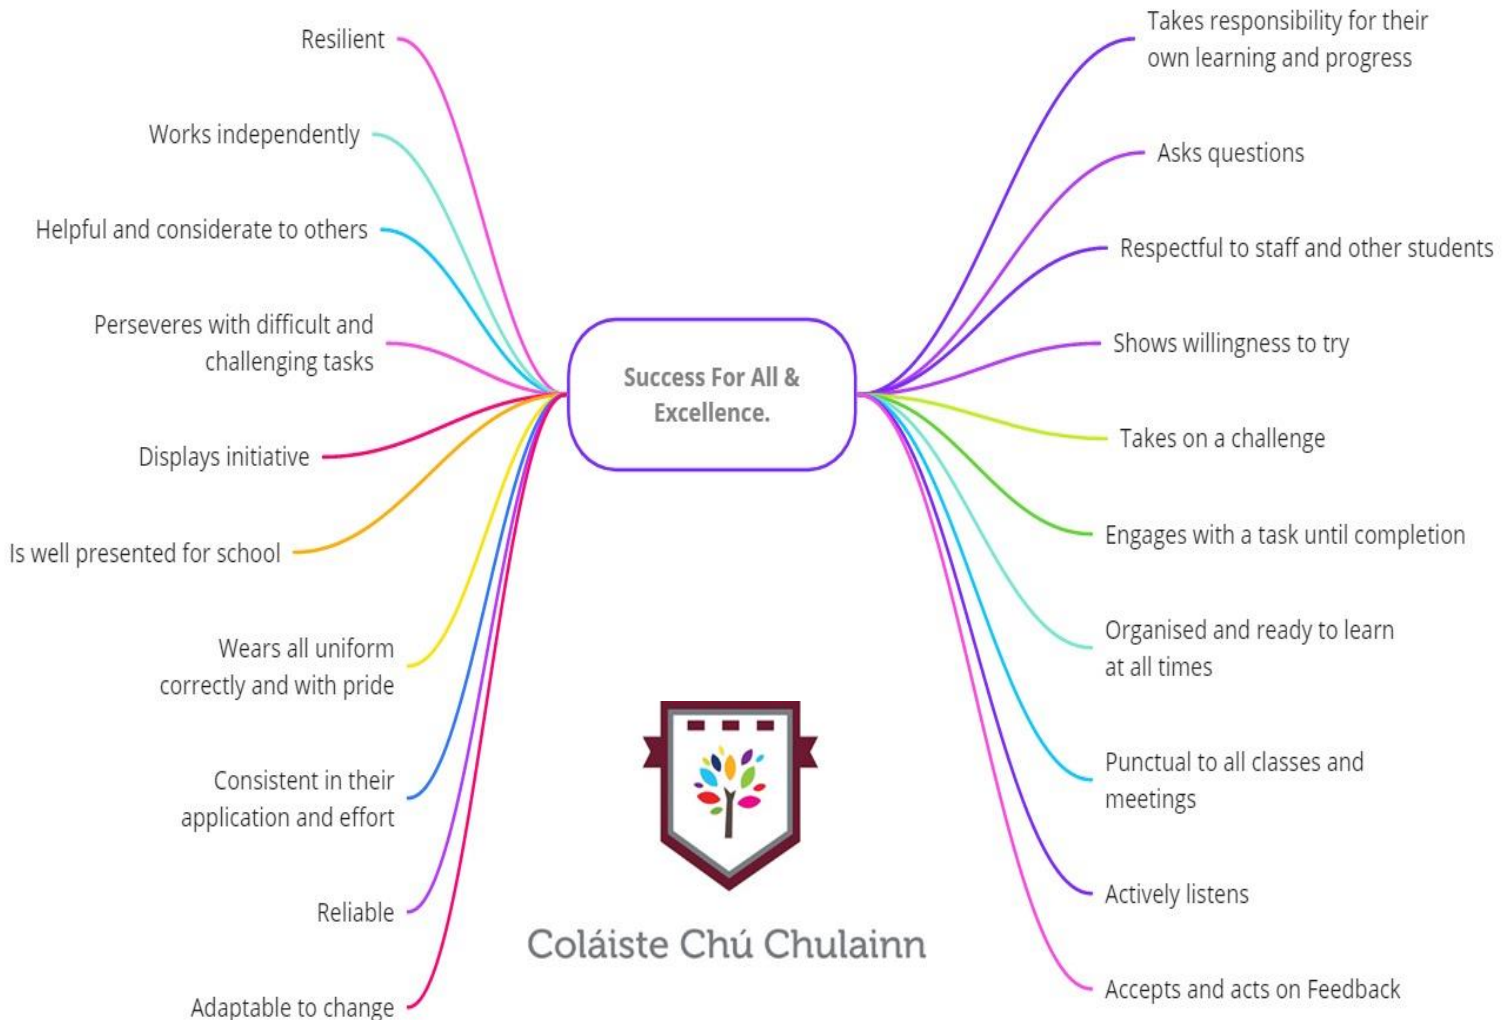 Resilient
Works independently
Helpful and considerate to others
Perseveres with difficult and
challenging tasks
Displays initiative
Is well presented for school
Wears all uniform
correctly and with pride
Consistent in their
application and effort
Reliable
Adaptable to change
Success For All &
Excellence.
Takes responsibility for their
own learning and progress
Asks questions
Respectful to staff and other students
Shows willingness to try
Takes on a challenge
Engages with a task until completion
Organised and ready to learn
at all times
Punctual to all classes and
meetings
Actively listens
Accepts and acts on Feedback
Coláiste Chú Chulainn